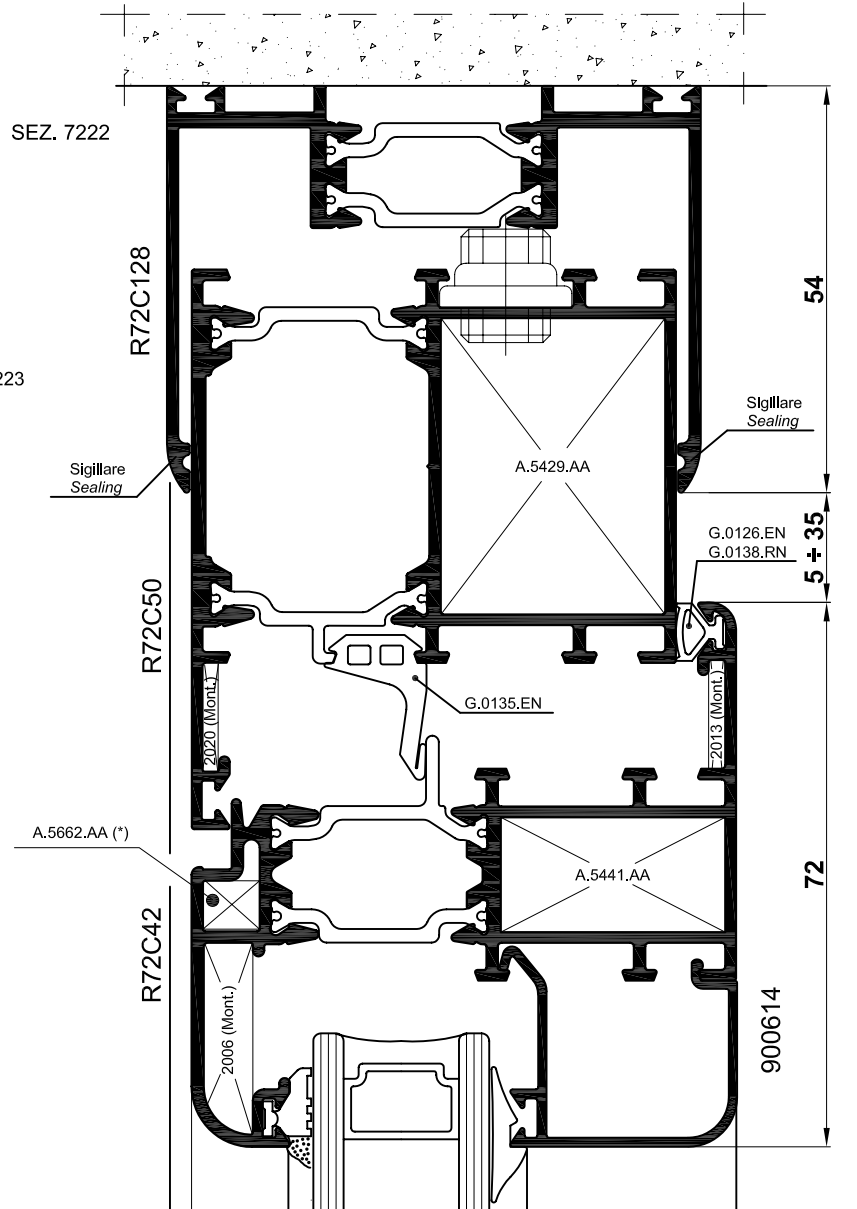 SEZ. 7222
R72C128
54
223
Sigillare
Sealing
A.5429.AA
Sigillare
Sealing
G.0126.EN
G.0138.RN
5 ÷ 35
R72C50
2020 (Mont.)
G.0135.EN
2013 (Mont.)
A.5662.AA (*)
A.5441.AA
72
R72C42
2006 (Mont.)
900614